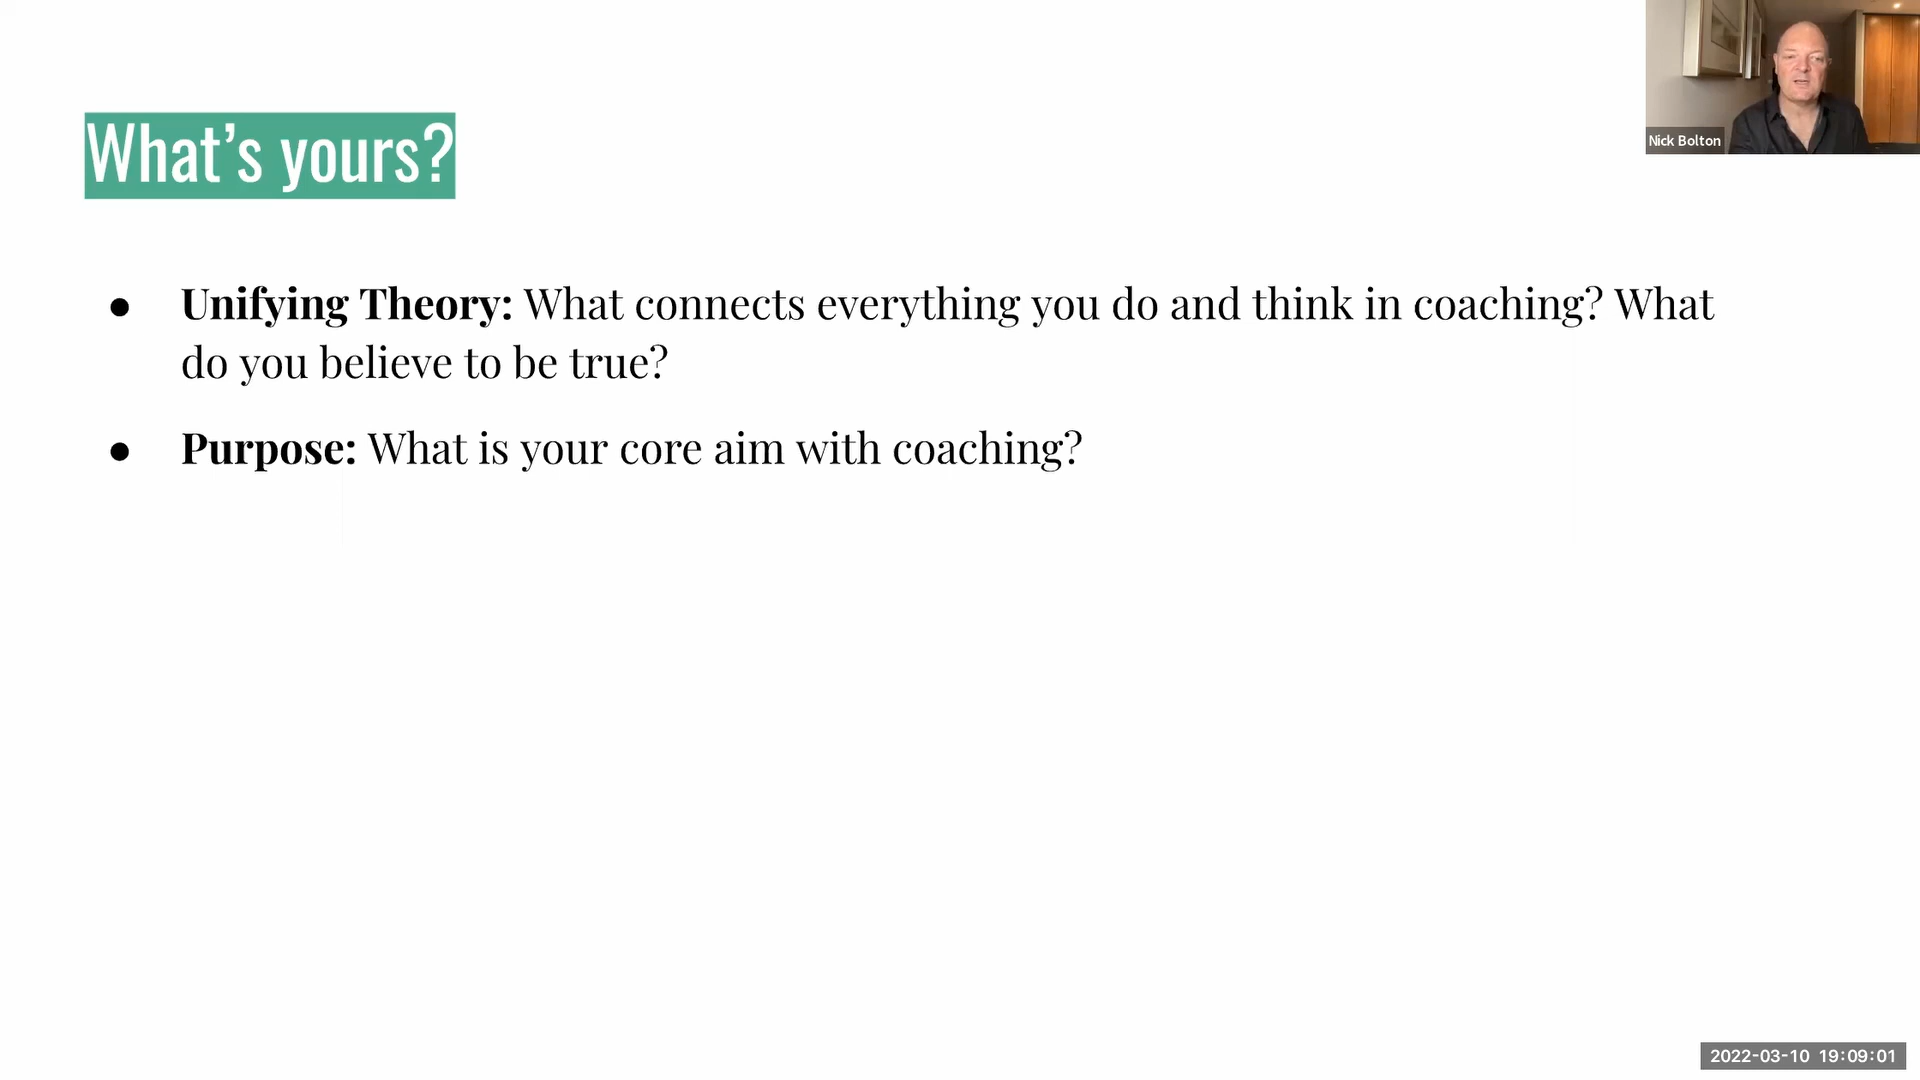 Nick Bolton
What’s yours?
● Unifying Theory: What connects everything you do and think in coaching? What
do you believe to be true?
● Purpose: What is your core aim with coaching?
2022-03-10 19:09:01